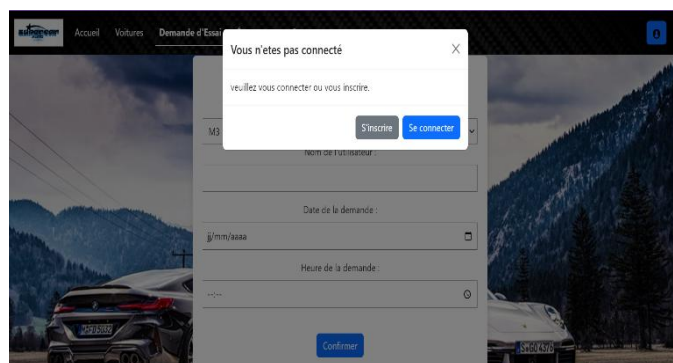 supercar
Accueil Voitures Demande d'Essai
Vous n'etes pas connecté
veuillez vous connecter ou vous inscrire.
S'inscrire Se connecter
M3
Nom de l'utilisateur :
Date de la demande :
jj/mm/aaaa
Heure de la demande :
--:--
Confirmer